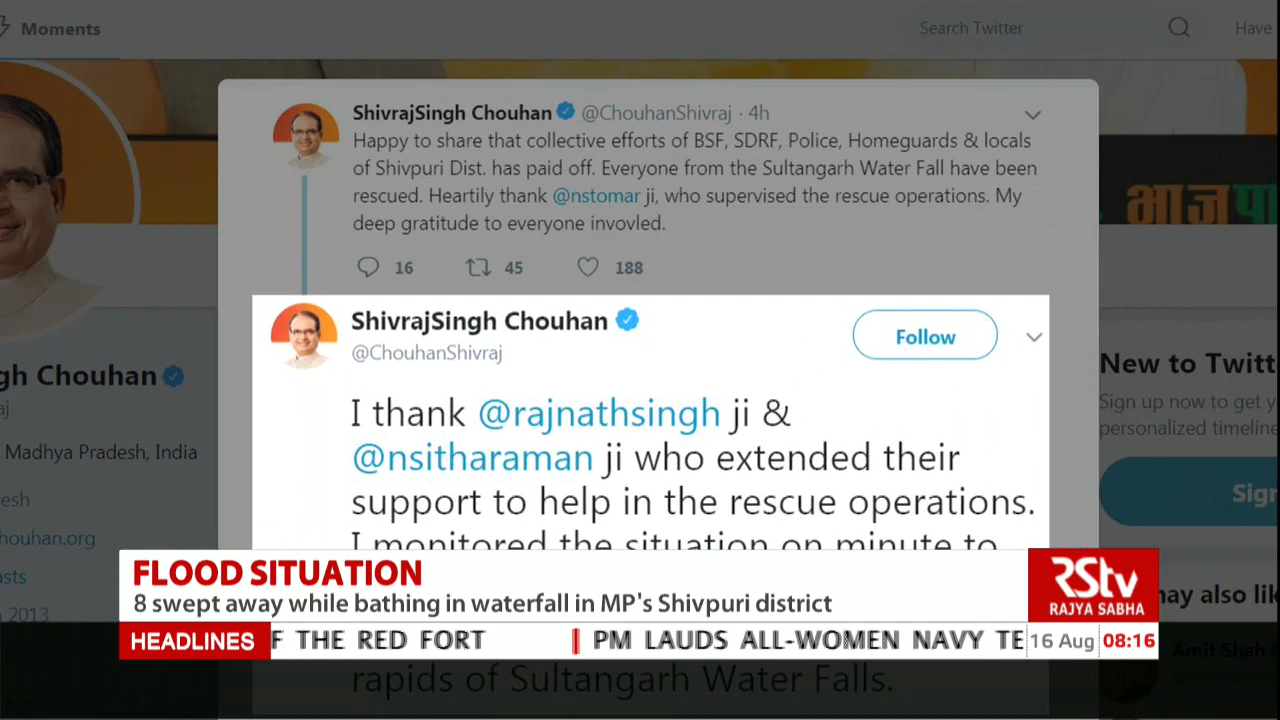 Moments
Search Twitter
Have
ShivrajSingh Chouhan @ChouhanShivraj · 4h
Happy to share that collective efforts of BSF, SDRF, Police, Homeguards & locals
of Shivpuri Dist. has paid off. Everyone from the Sultangarh Water Fall have been
rescued. Heartily thank @nstomar ji, who supervised the rescue operations. My
deep gratitude to everyone invovled.
16 45 188
भाजपा
ShivrajSingh Chouhan
@ChouhanShivraj
Follow
I thank @rajnathsingh ji &
@nsitharaman ji who extended their
support to help in the rescue operations.
I monitored the situation on minute to
rapids of Sultangarh Water Falls.
gh Chouhan
aj
Madhya Pradesh, India
esh
houhan.org
asts
2013
New to Twitt
Sign up now to get y
personalized timeline
Sign
may also lik
Amit Shah
FLOOD SITUATION
8 swept away while bathing in waterfall in MP's Shivpuri district
RStv
RAJYA SABHA
HEADLINES
F THE RED FORT | PM LAUDS ALL-WOMEN NAVY TE
16 Aug 08:16